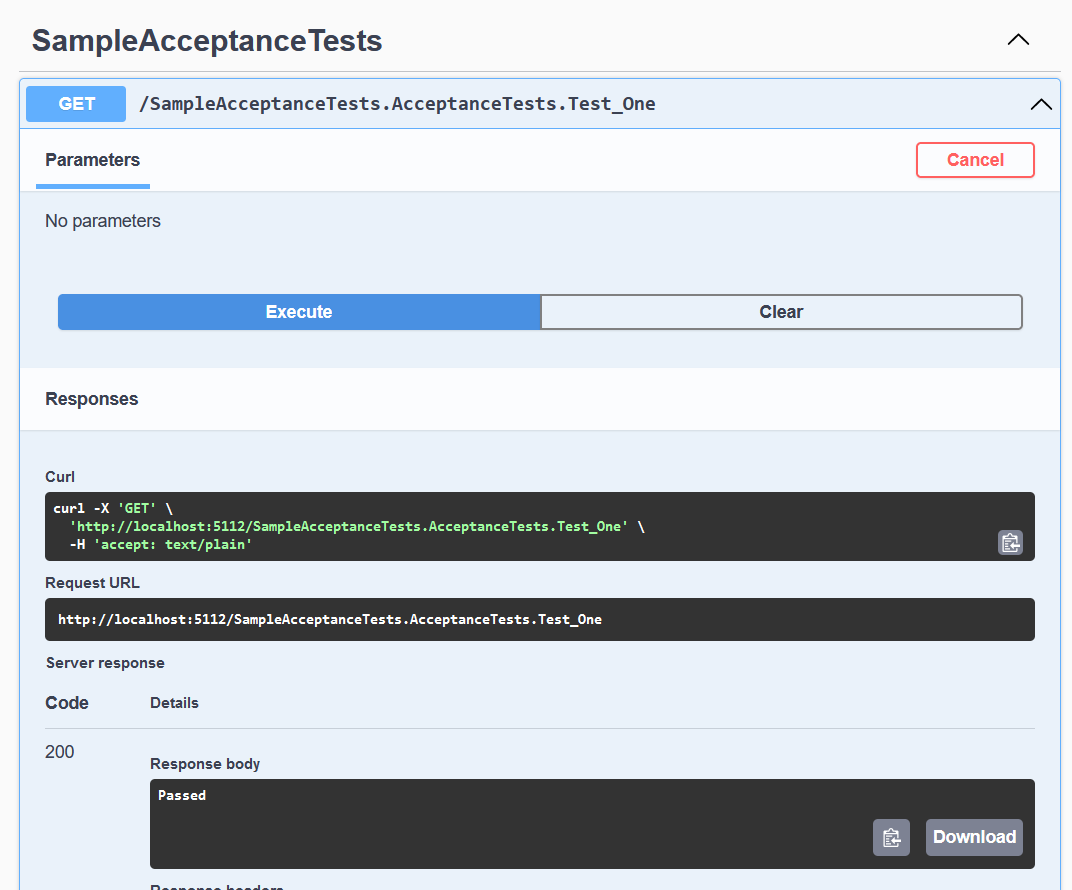 SampleAcceptanceTests
GET /SampleAcceptanceTests.AcceptanceTests.Test_One
Parameters Cancel
No parameters
Execute Clear
Responses
Curl
curl -X 'GET' \
'http://localhost:5112/SampleAcceptanceTests.AcceptanceTests.Test_One' \
-H 'accept: text/plain'
Request URL
http://localhost:5112/SampleAcceptanceTests.AcceptanceTests.Test_One
Server response
Code Details
200
Response body
Passed
Download
Response headers